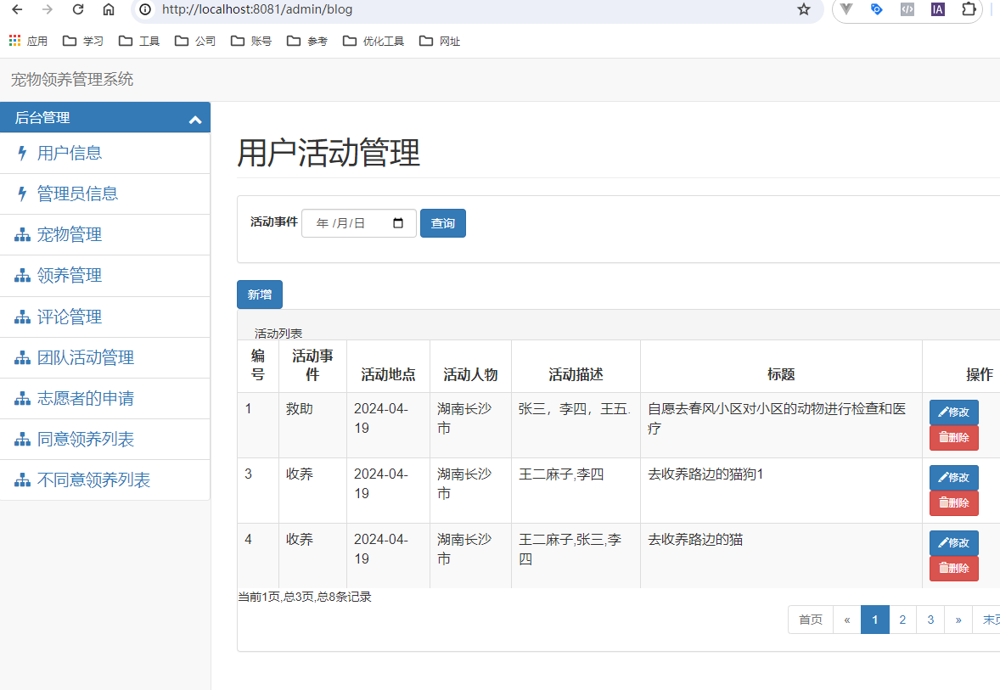 http://localhost:8081/admin/blog
IA
应用 学习 工具 公司 账号 参考 优化工具 网址
宠物领养管理系统
后台管理
用户信息
管理员信息
宠物管理
领养管理
评论管理
团队活动管理
志愿者的申请
同意领养列表
不同意领养列表
用户活动管理
活动事件 年 /月/日 查询
新增
活动列表
编号 活动事件 活动地点 活动人物 活动描述 标题 操作
1 救助 2024-04-19 湖南长沙市 张三，李四，王五. 自愿去春风小区对小区的动物进行检查和医疗 修改 删除
3 收养 2024-04-19 湖南长沙市 王二麻子,李四 去收养路边的猫狗1 修改 删除
4 收养 2024-04-19 湖南长沙市 王二麻子,张三,李四 去收养路边的猫 修改 删除
当前1页,总3页,总8条记录
首页 « 1 2 3 » 末页